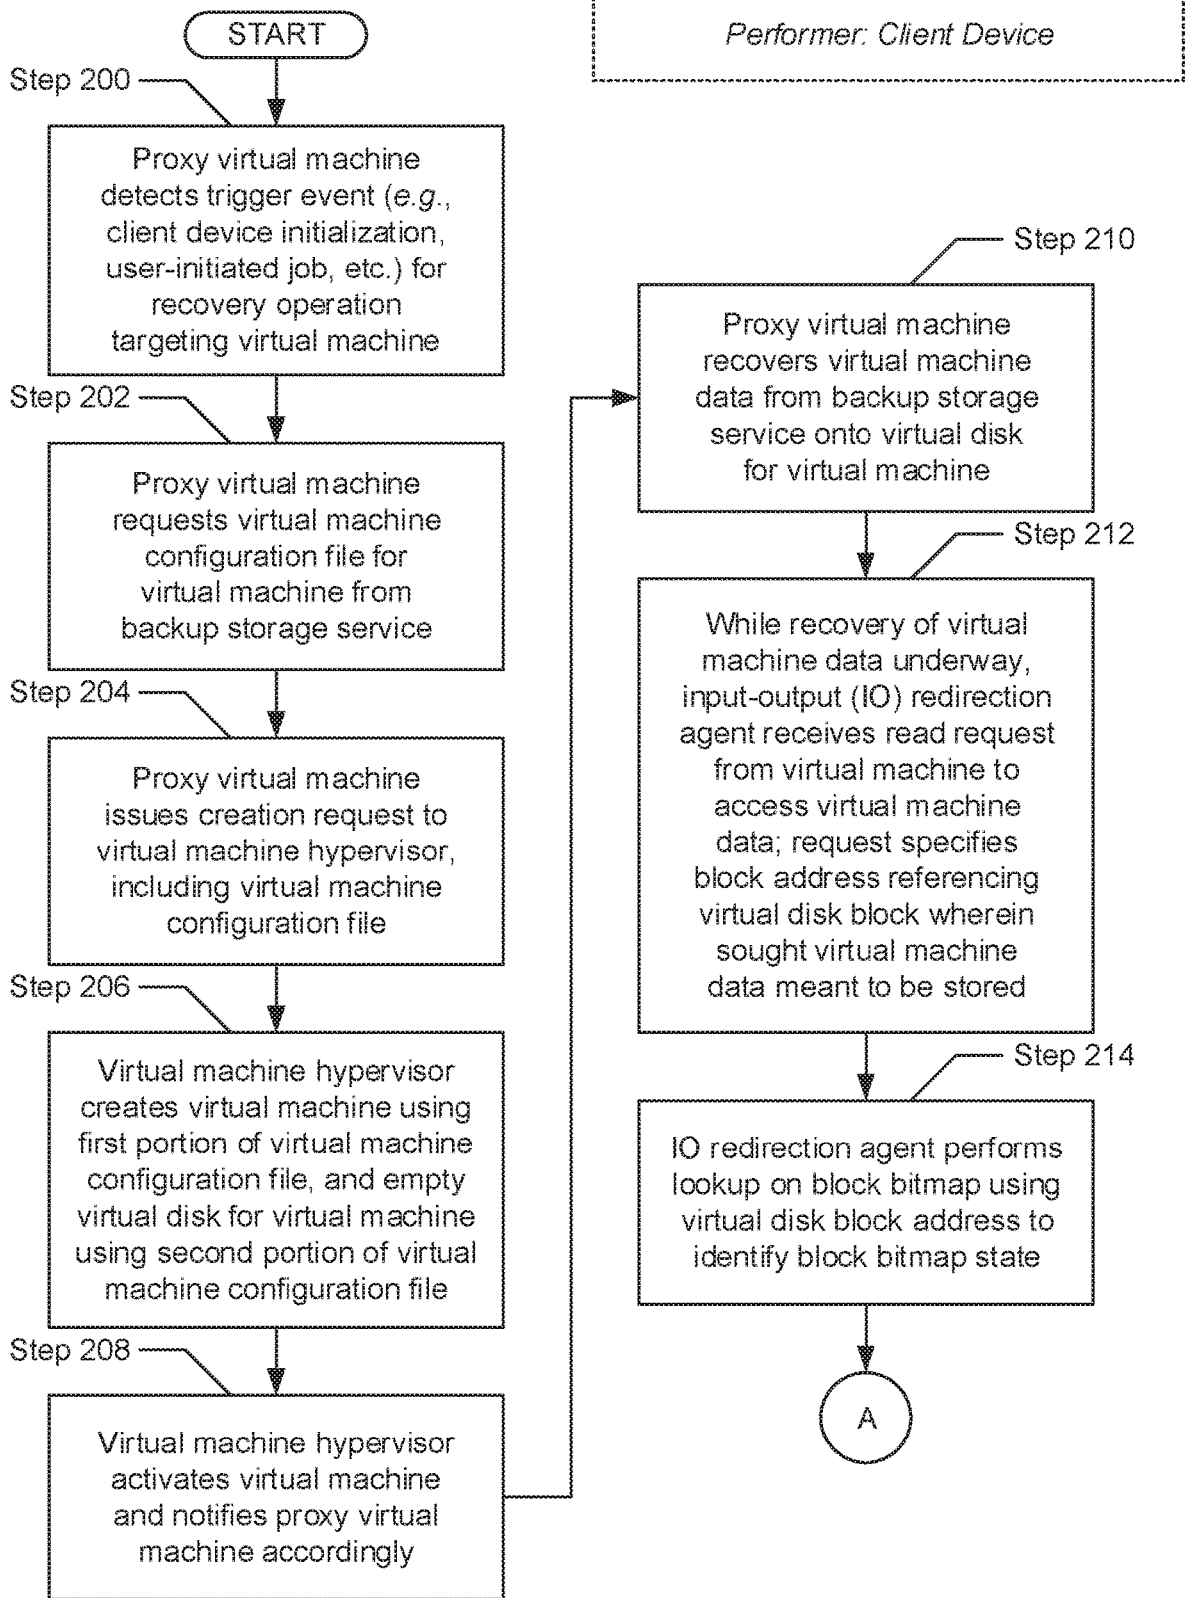 START
Performer: Client Device
Step 200
Proxy virtual machine
detects trigger event (e.g.,
client device initialization,
user-initiated job, etc.) for
recovery operation
targeting virtual machine
Step 202
Proxy virtual machine
requests virtual machine
configuration file for
virtual machine from
backup storage service
Step 204
Proxy virtual machine
issues creation request to
virtual machine hypervisor,
including virtual machine
configuration file
Step 206
Virtual machine hypervisor
creates virtual machine using
first portion of virtual machine
configuration file, and empty
virtual disk for virtual machine
using second portion of virtual
machine configuration file
Step 208
Virtual machine hypervisor
activates virtual machine
and notifies proxy virtual
machine accordingly
Step 210
Proxy virtual machine
recovers virtual machine
data from backup storage
service onto virtual disk
for virtual machine
Step 212
While recovery of virtual
machine data underway,
input-output (IO) redirection
agent receives read request
from virtual machine to
access virtual machine
data; request specifies
block address referencing
virtual disk block wherein
sought virtual machine
data meant to be stored
Step 214
IO redirection agent performs
lookup on block bitmap using
virtual disk block address to
identify block bitmap state
A